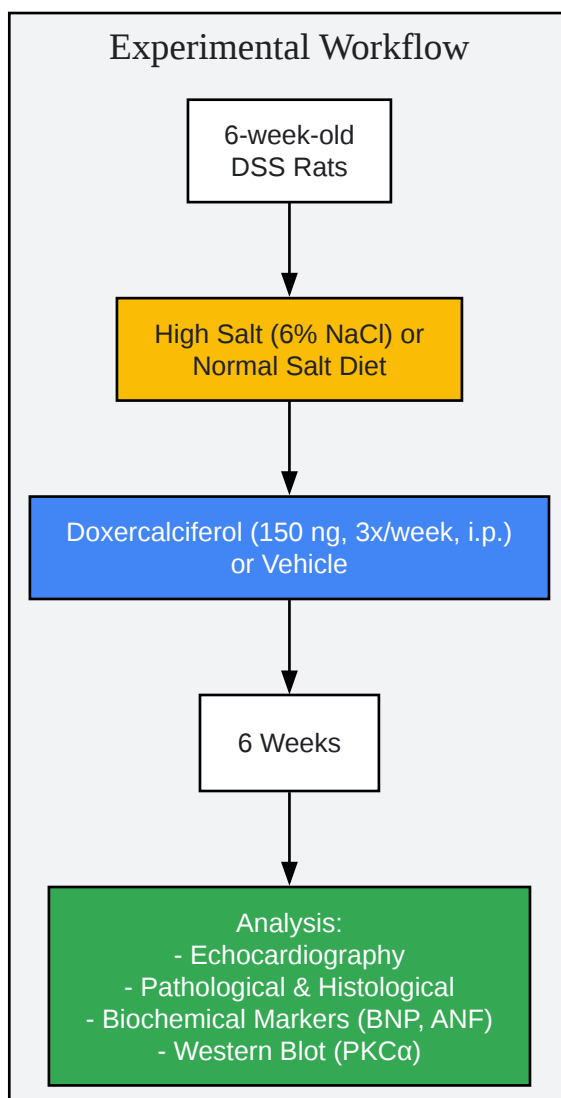 Experimental Workflow
6-week-old
DSS Rats
High Salt (6% NaCl) or
Normal Salt Diet
Doxercalciferol (150 ng, 3x/week, i.p.)
or Vehicle
6 Weeks
Analysis:
- Echocardiography
- Pathological & Histological
- Biochemical Markers (BNP, ANF)
- Western Blot (PKCα)